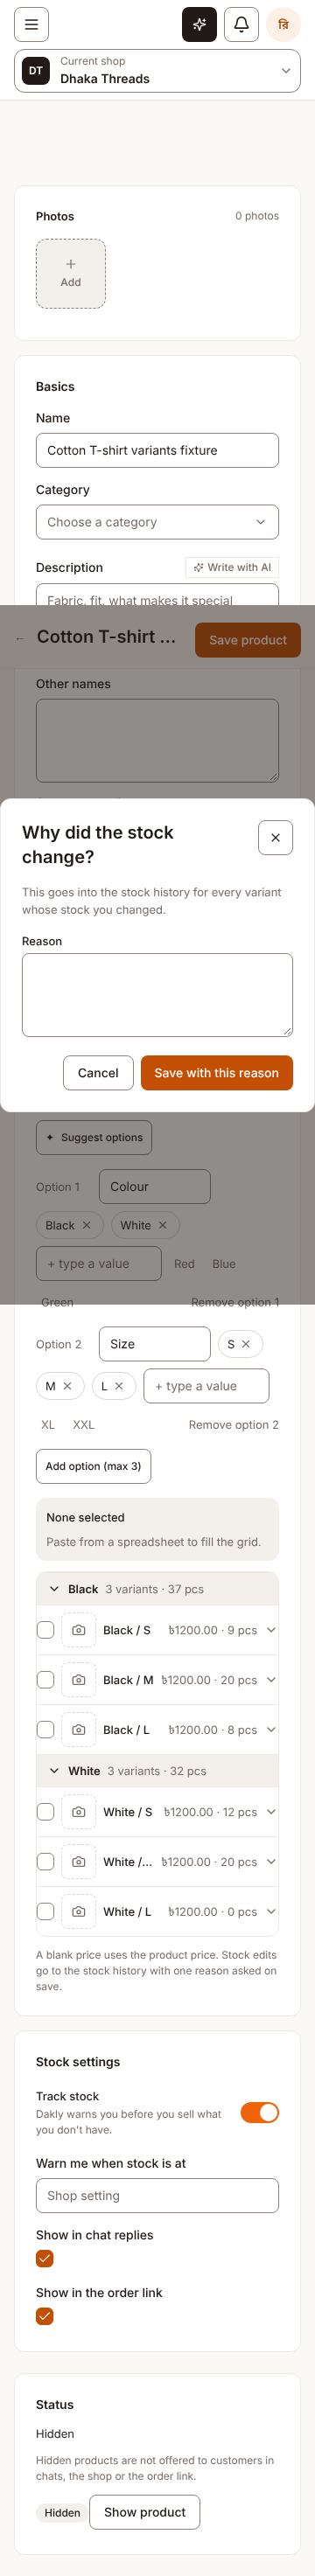 রি
DT
Current shop
Dhaka Threads
Photos
0 photos
+
Add
Basics
Name
Cotton T-shirt variants fixture
Category
Choose a category
Description
Write with AI
Fabric, fit, what makes it special
← Cotton T-shirt ...
Save product
Other names
Why did the stock
change?
This goes into the stock history for every variant
whose stock you changed.
Reason
Cancel
Save with this reason
Suggest options
Option 1
Colour
Black ×
White ×
+ type a value
Red
Blue
Green
Remove option 1
Option 2
Size
S ×
M ×
L ×
+ type a value
XL
XXL
Remove option 2
Add option (max 3)
None selected
Paste from a spreadsheet to fill the grid.
Black 3 variants · 37 pcs
Black / S ৳1200.00 · 9 pcs
Black / M ৳1200.00 · 20 pcs
Black / L ৳1200.00 · 8 pcs
White 3 variants · 32 pcs
White / S ৳1200.00 · 12 pcs
White /... ৳1200.00 · 20 pcs
White / L ৳1200.00 · 0 pcs
A blank price uses the product price. Stock edits
go to the stock history with one reason asked on
save.
Stock settings
Track stock
Dakly warns you before you sell what
you don't have.
Warn me when stock is at
Shop setting
Show in chat replies
Show in the order link
Status
Hidden
Hidden products are not offered to customers in
chats, the shop or the order link.
Hidden
Show product